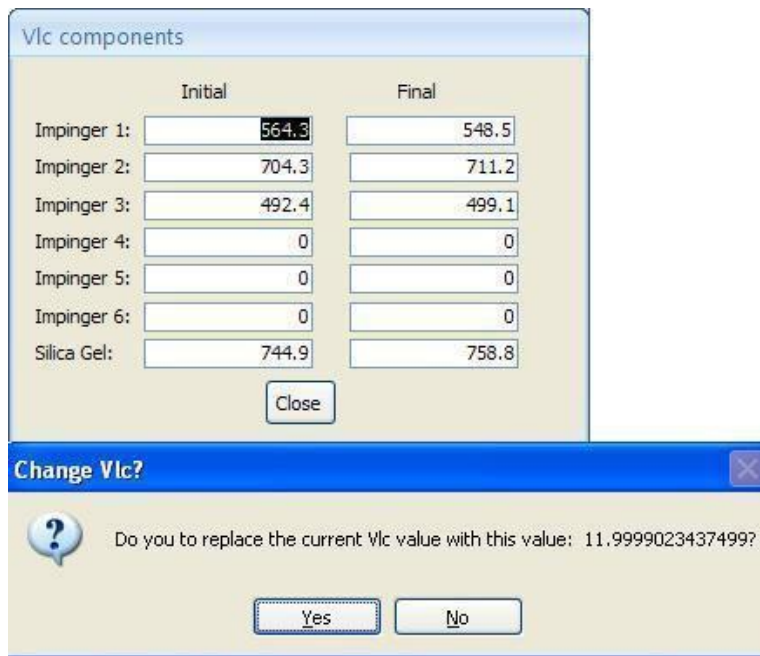 Vlc components
Initial Final
Impinger 1: 564.3 548.5
Impinger 2: 704.3 711.2
Impinger 3: 492.4 499.1
Impinger 4: 0 0
Impinger 5: 0 0
Impinger 6: 0 0
Silica Gel: 744.9 758.8
Close
Change Vlc?
Do you to replace the current Vlc value with this value: 11.9999023437499?
Yes No